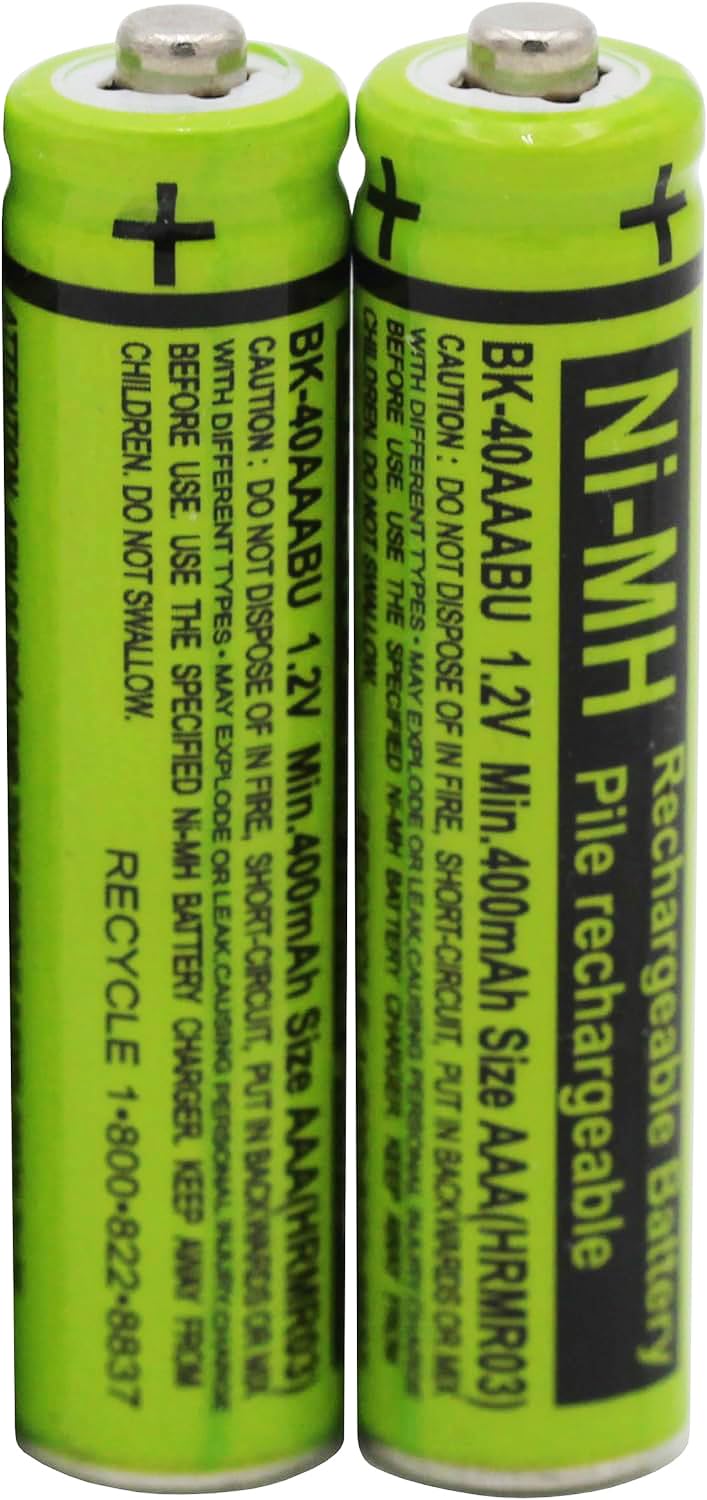 +
BK-40AAABU 1.2V Min.400mAh Size AAA(HRMR03)
CAUTION : DO NOT DISPOSE OF IN FIRE, SHORT-CIRCUIT, PUT IN BACKWARDS OR MIX
WITH DIFFERENT TYPES • MAY EXPLODE OR LEAK,CAUSING PERSONAL INJURY CHARGE
BEFORE USE. USE THE SPECIFIED Ni-MH BATTERY CHARGER. KEEP AWAY FROM
CHILDREN. DO NOT SWALLOW.
RECYCLE 1•800•822•8837
+
+
Ni-MH Rechargeable Battery
Pile rechargeable
BK-40AAABU 1.2V Min.400mAh Size AAA(HRMR03)
CAUTION : DO NOT DISPOSE OF IN FIRE, SHORT-CIRCUIT, PUT IN BACKWARDS OR MIX
WITH DIFFERENT TYPES • MAY EXPLODE OR LEAK,CAUSING PERSONAL INJURY CHARGE
BEFORE USE. USE THE SPECIFIED Ni-MH BATTERY CHARGER KEEP AWAY FROM
CHILDREN. DO NOT SWALLOW.